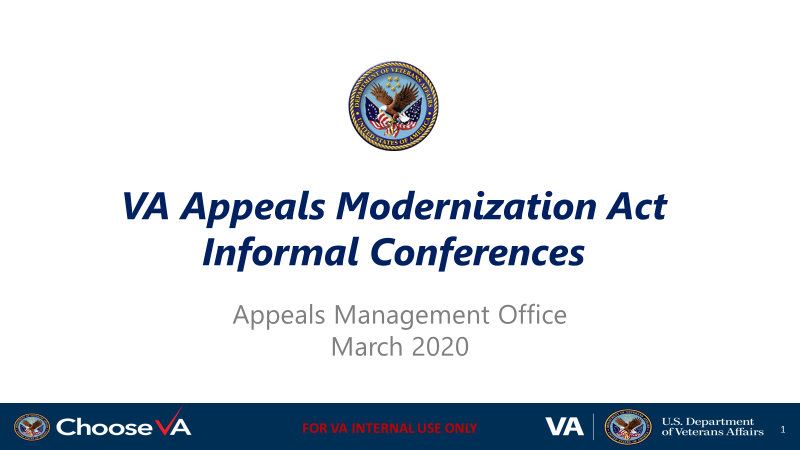 DEPARTMENT OF VETERANS AFFAIRS
UNITED STATES OF AMERICA
VA Appeals Modernization Act
Informal Conferences
Appeals Management Office
March 2020
ChooseVA
FOR VA INTERNAL USE ONLY
VA
U.S. Department
of Veterans Affairs
1